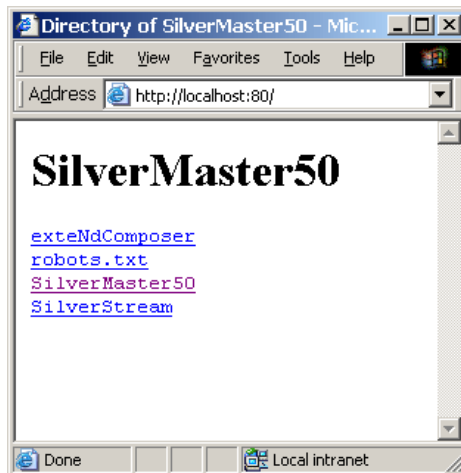 Directory of SilverMaster50 - Mic...
File Edit View Favorites Tools Help
Address http://localhost:80/
SilverMaster50
exteNdComposer
robots.txt
SilverMaster50
SilverStream
Done Local intranet